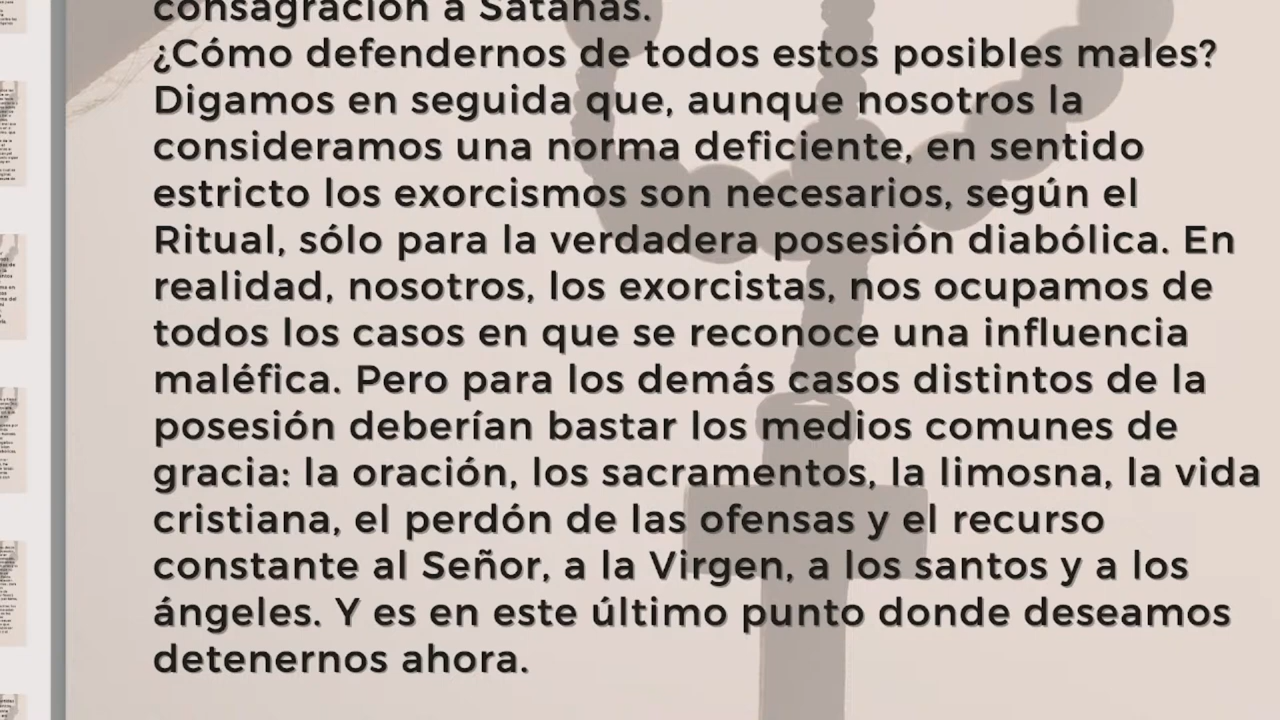 consagración a Satanás.
¿Cómo defendernos de todos estos posibles males?
Digamos en seguida que, aunque nosotros la
consideramos una norma deficiente, en sentido
estricto los exorcismos son necesarios, según el
Ritual, sólo para la verdadera posesión diabólica. En
realidad, nosotros, los exorcistas, nos ocupamos de
todos los casos en que se reconoce una influencia
maléfica. Pero para los demás casos distintos de la
posesión deberían bastar los medios comunes de
gracia: la oración, los sacramentos, la limosna, la vida
cristiana, el perdón de las ofensas y el recurso
constante al Señor, a la Virgen, a los santos y a los
ángeles. Y es en este último punto donde deseamos
detenernos ahora.